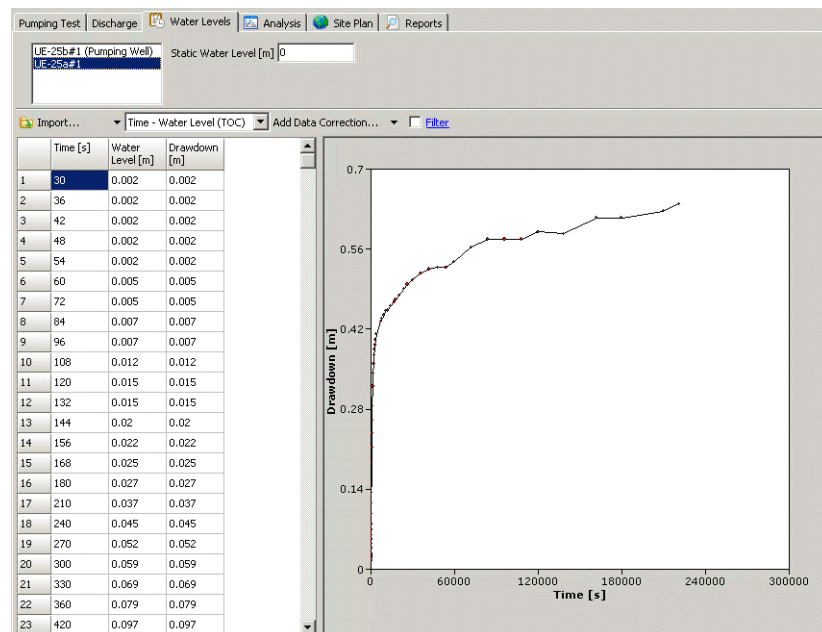 Pumping Test Discharge Water Levels Analysis Site Plan Reports
UE-25b#1 (Pumping Well)
UE-25a#1
Static Water Level [m] 0
Import... Time - Water Level (TOC) Add Data Correction... Filter
Time [s] Water Level [m] Drawdown [m]
1 30 0.002 0.002
2 36 0.002 0.002
3 42 0.002 0.002
4 48 0.002 0.002
5 54 0.002 0.002
6 60 0.005 0.005
7 72 0.005 0.005
8 84 0.007 0.007
9 96 0.007 0.007
10 108 0.012 0.012
11 120 0.015 0.015
12 132 0.015 0.015
13 144 0.02 0.02
14 156 0.022 0.022
15 168 0.025 0.025
16 180 0.027 0.027
17 210 0.037 0.037
18 240 0.045 0.045
19 270 0.052 0.052
20 300 0.059 0.059
21 330 0.069 0.069
22 360 0.079 0.079
23 420 0.097 0.097
0.7
0.56
0.42
0.28
0.14
0
Drawdown [m]
0 60000 120000 180000 240000 300000
Time [s]